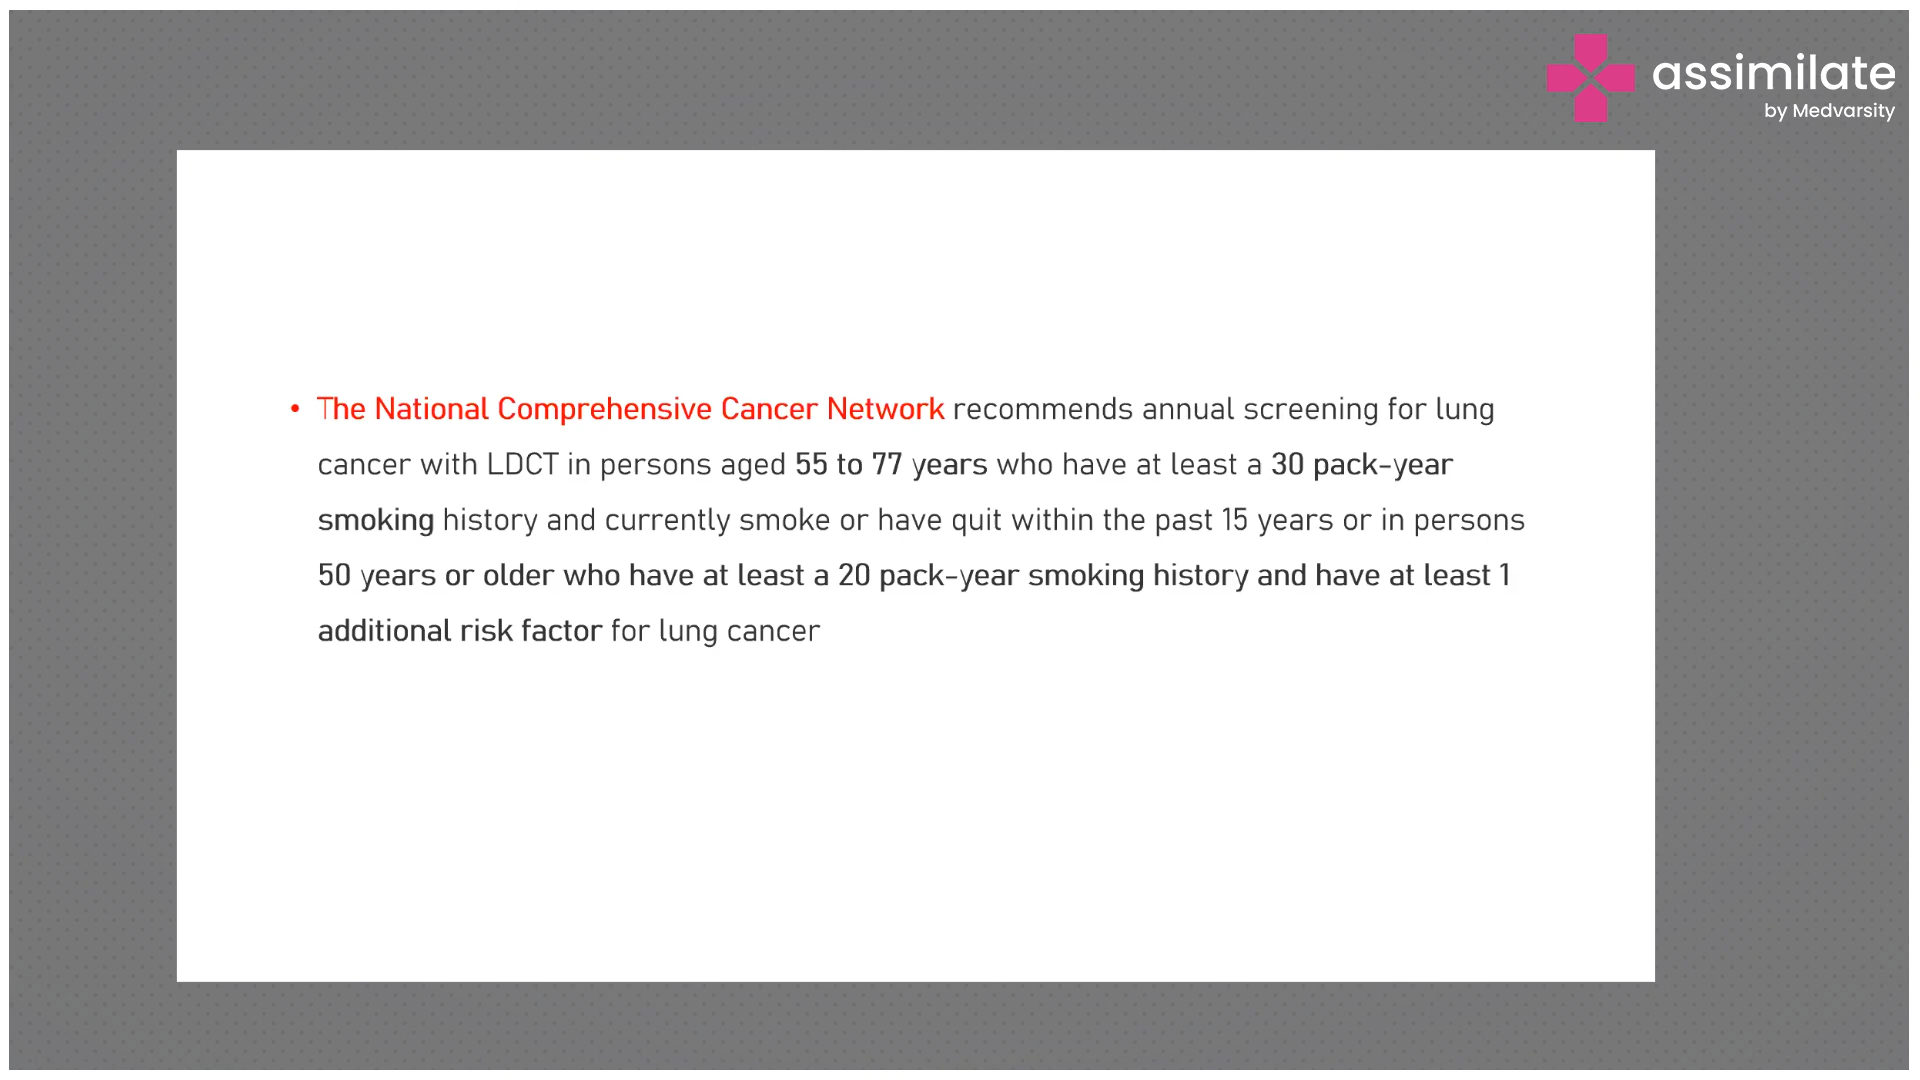 assimilate
by Medvarsity
• The National Comprehensive Cancer Network recommends annual screening for lung
cancer with LDCT in persons aged 55 to 77 years who have at least a 30 pack-year
smoking history and currently smoke or have quit within the past 15 years or in persons
50 years or older who have at least a 20 pack-year smoking history and have at least 1
additional risk factor for lung cancer